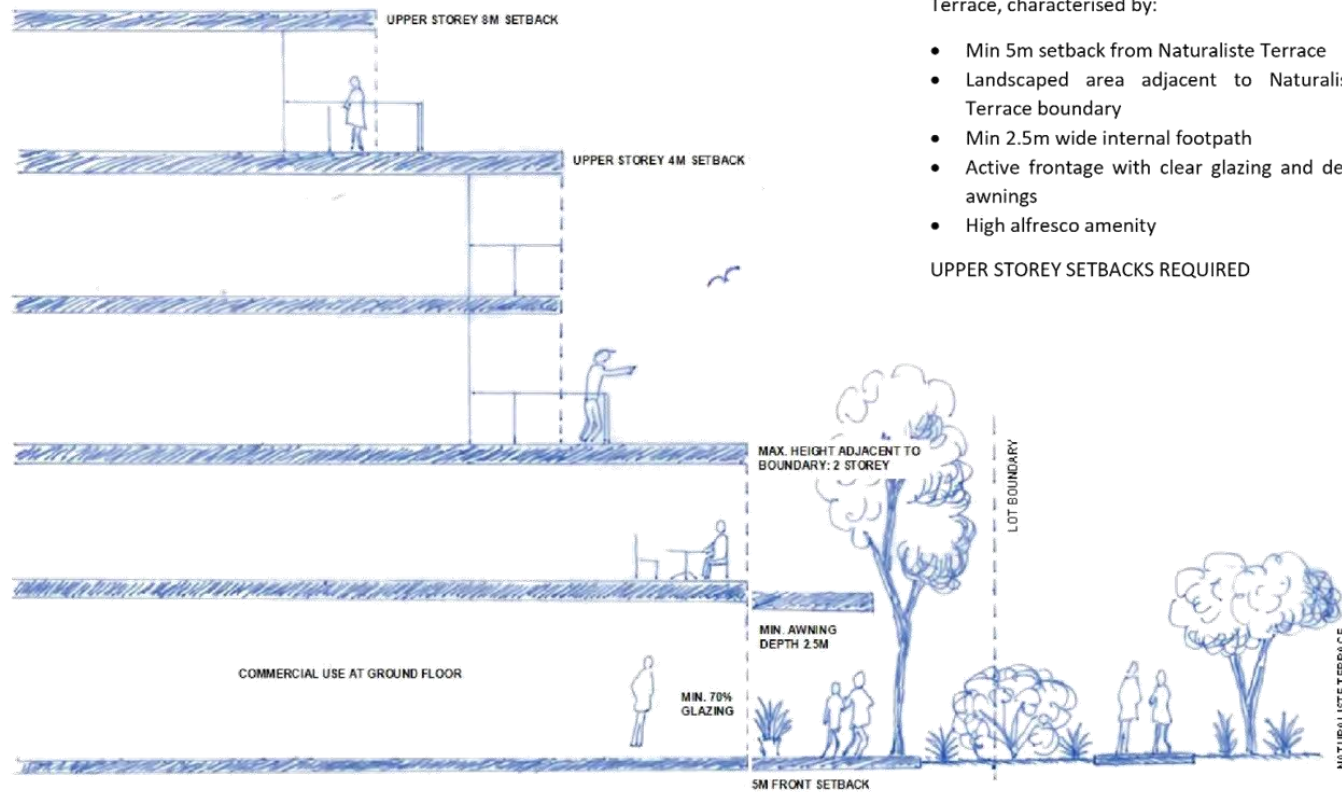 UPPER STOREY 8M SETBACK
Terrace, characterised by:
• Min 5m setback from Naturaliste Terrace
• Landscaped area adjacent to
Terrace boundary
• Min 2.5m wide internal footpath
• Active frontage with clear glazing and
awnings
• High alfresco amenity
UPPER STOREY SETBACKS REQUIRED
UPPER STOREY 4M SETBACK
MAX. HEIGHT ADJACENT TO
BOUNDARY: 2 STOREY
LOT BOUNDARY
MIN. AWNING
DEPTH 2.5M
COMMERCIAL USE AT GROUND FLOOR
MIN. 70%
GLAZING
NATURALISTE TERRACE
5M FRONT SETBACK